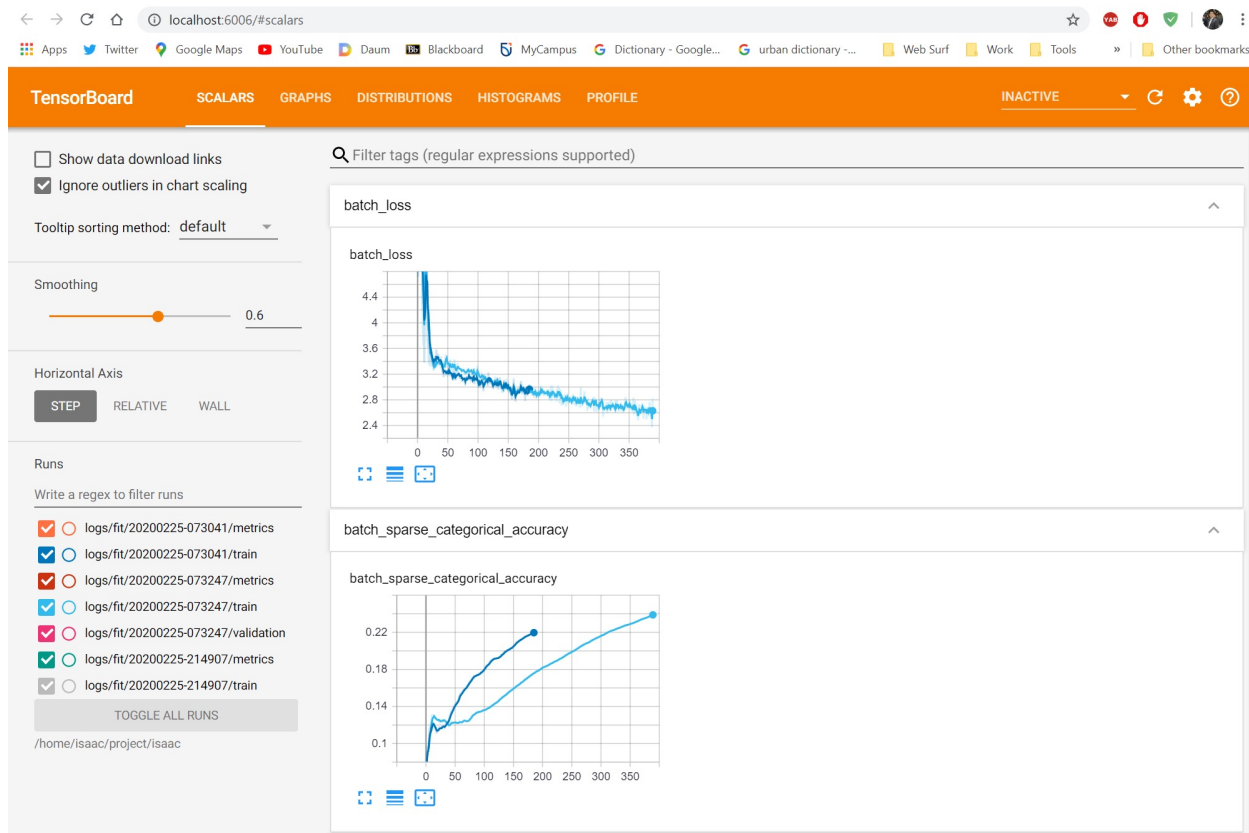 localhost:6006/#scalars
YAB
Apps Twitter Google Maps YouTube Daum Bb Blackboard MyCampus Dictionary - Google... urban dictionary -... Web Surf Work Tools » Other bookmarks
TensorBoard SCALARS GRAPHS DISTRIBUTIONS HISTOGRAMS PROFILE INACTIVE
Show data download links
Ignore outliers in chart scaling
Tooltip sorting method: default
Smoothing
0.6
Horizontal Axis
STEP RELATIVE WALL
Runs
Write a regex to filter runs
logs/fit/20200225-073041/metrics
logs/fit/20200225-073041/train
logs/fit/20200225-073247/metrics
logs/fit/20200225-073247/train
logs/fit/20200225-073247/validation
logs/fit/20200225-214907/metrics
logs/fit/20200225-214907/train
TOGGLE ALL RUNS
/home/isaac/project/isaac
Filter tags (regular expressions supported)
batch_loss
batch_loss
4.4
4
3.6
3.2
2.8
2.4
0 50 100 150 200 250 300 350
batch_sparse_categorical_accuracy
batch_sparse_categorical_accuracy
0.22
0.18
0.14
0.1
0 50 100 150 200 250 300 350